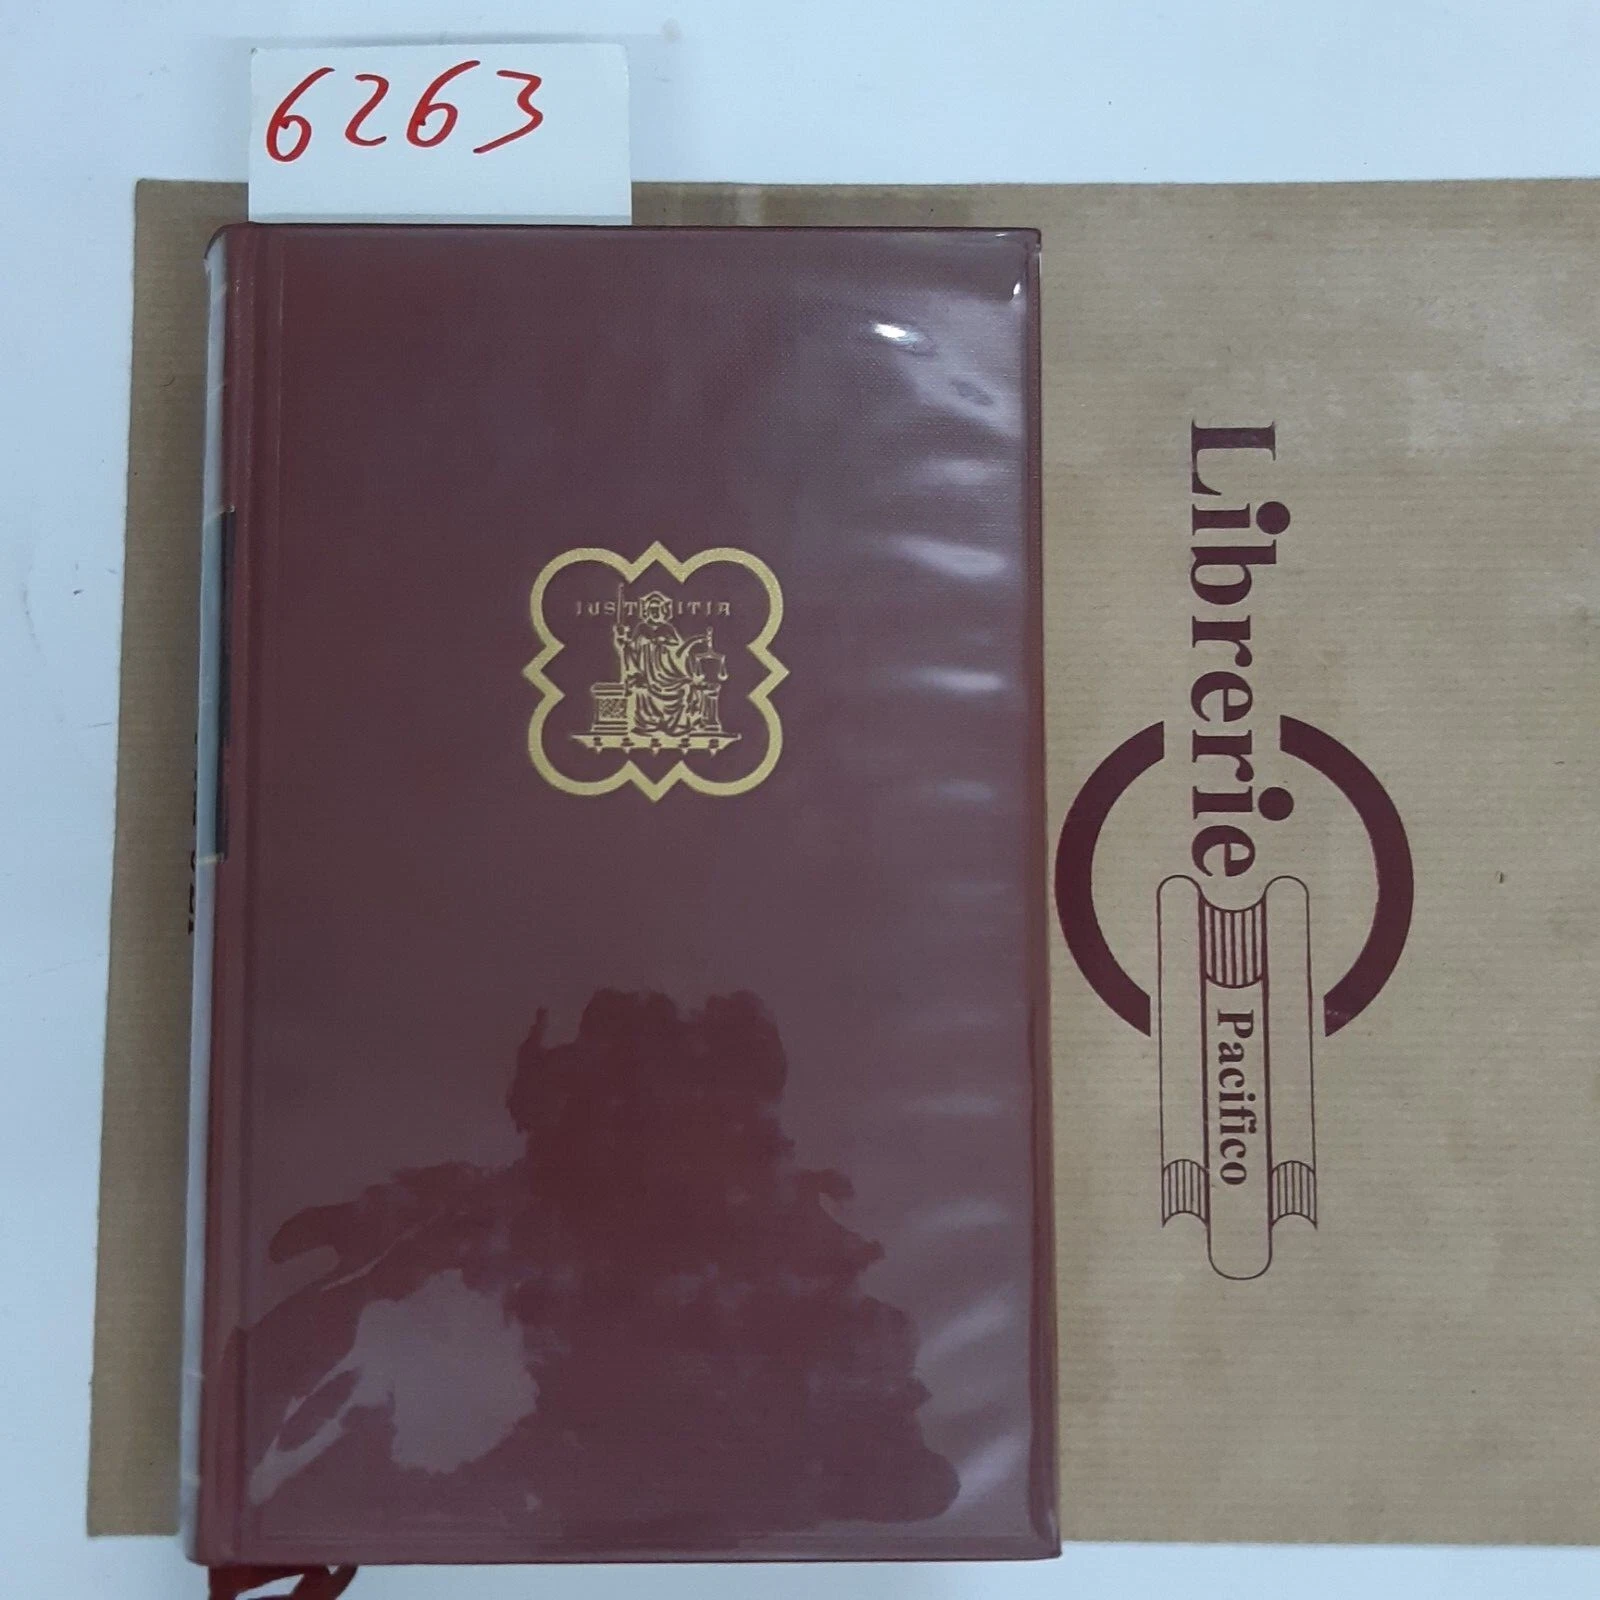 6263
IUSTITIA
Librerie
Pacifico